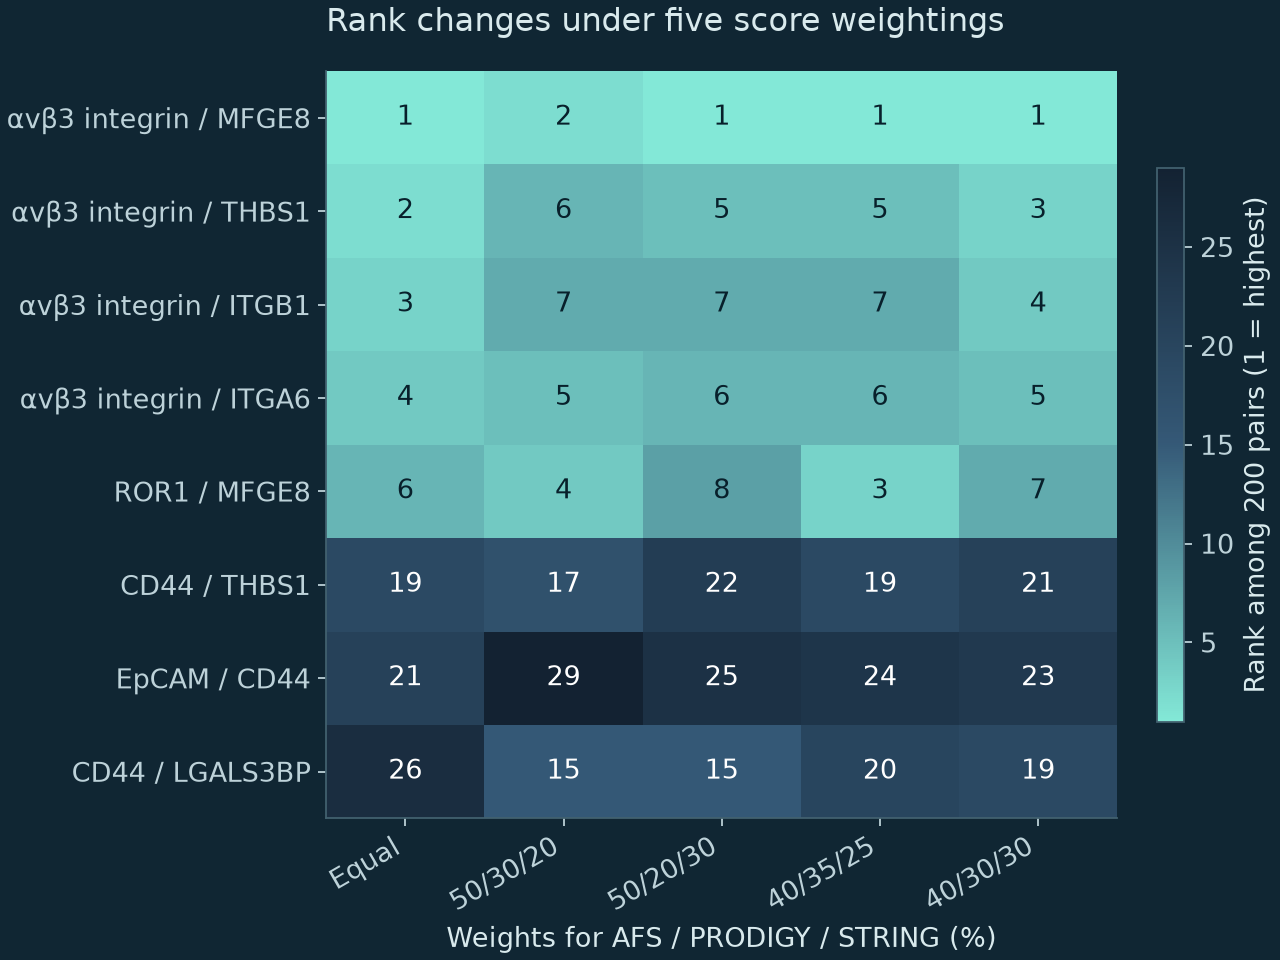 Rank changes under five score weightings
αvβ3 integrin / MFGE8 1 2 1 1 1
αvβ3 integrin / THBS1 2 6 5 5 3
αvβ3 integrin / ITGB1 3 7 7 7 4
αvβ3 integrin / ITGA6 4 5 6 6 5
ROR1 / MFGE8 6 4 8 3 7
CD44 / THBS1 19 17 22 19 21
EpCAM / CD44 21 29 25 24 23
CD44 / LGALS3BP 26 15 15 20 19
Equal 50/30/20 50/20/30 40/35/25 40/30/30
Weights for AFS / PRODIGY / STRING (%)
25
20
15
10
5
Rank among 200 pairs (1 = highest)